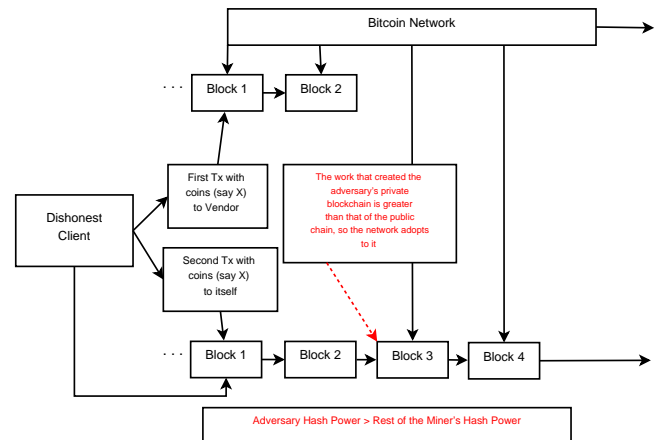 Bitcoin Network
. . .
Block 1
Block 2
First Tx with
coins (say X)
to Vendor
The work that created the
adversary's private
blockchain is greater
than that of the public
chain, so the network adopts
to it
Dishonest
Client
Second Tx with
coins (say X)
to itself
. . .
Block 1
Block 2
Block 3
Block 4
Adversary Hash Power > Rest of the Miner's Hash Power